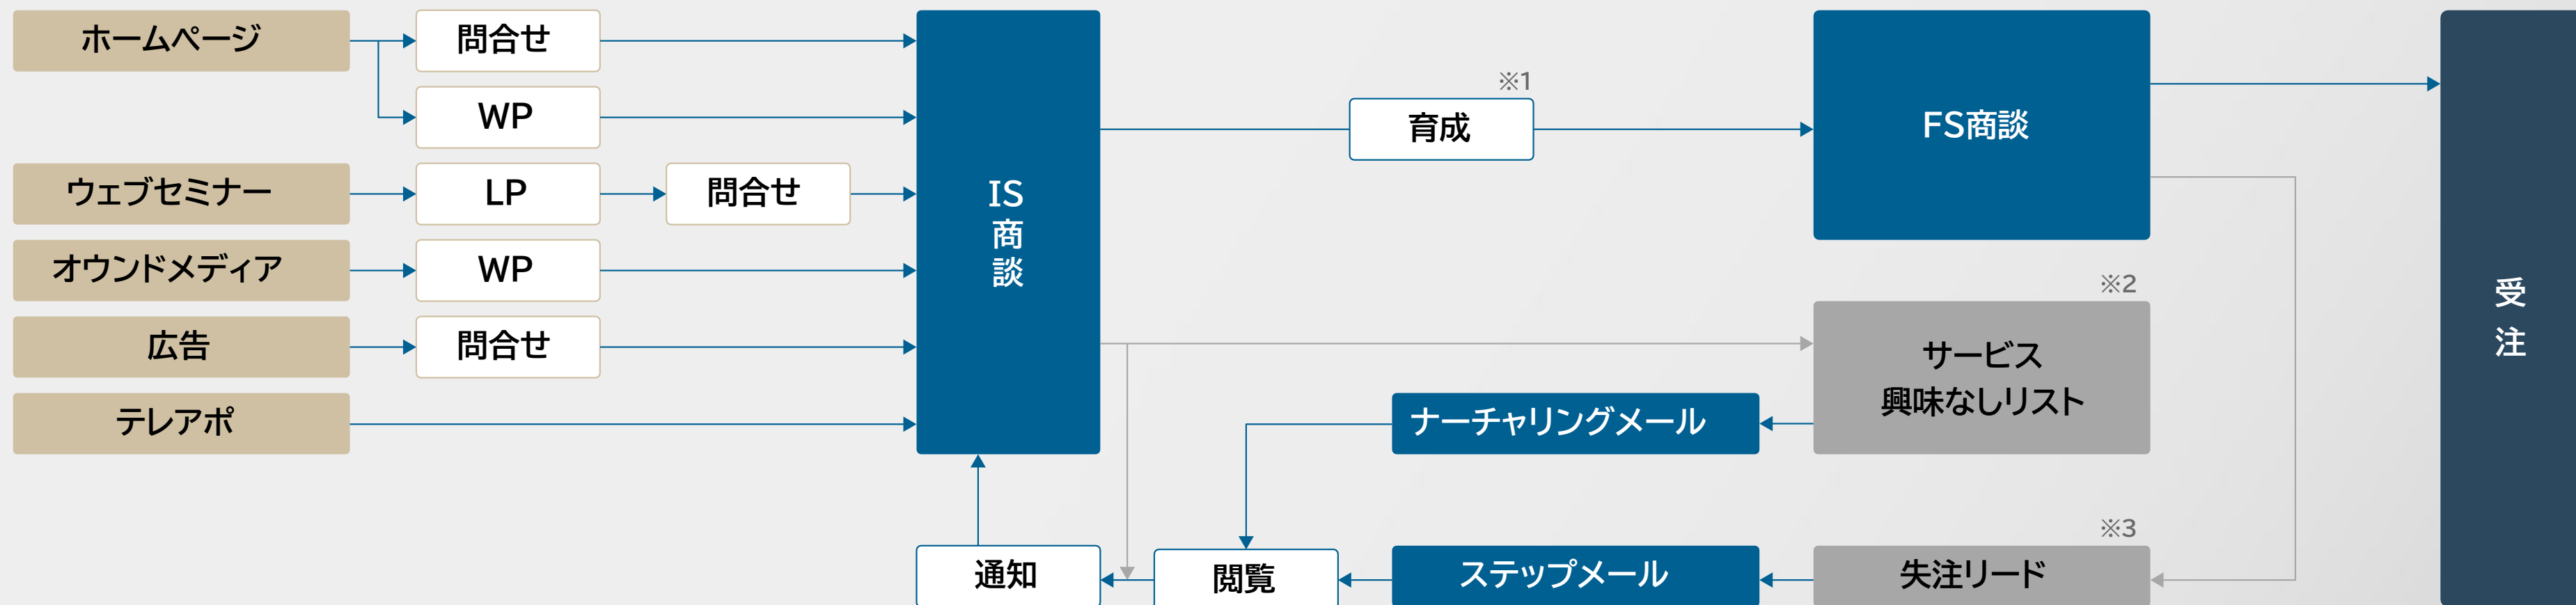 ホームページ
問合せ
WP
ウェブセミナー
LP
問合せ
オウンドメディア
WP
広告
問合せ
テレアポ
IS
商
談
※1
育成
FS商談
※2
サービス
興味なしリスト
ナーチャリングメール
※3
失注リード
ステップメール
閲覧
通知
受
注